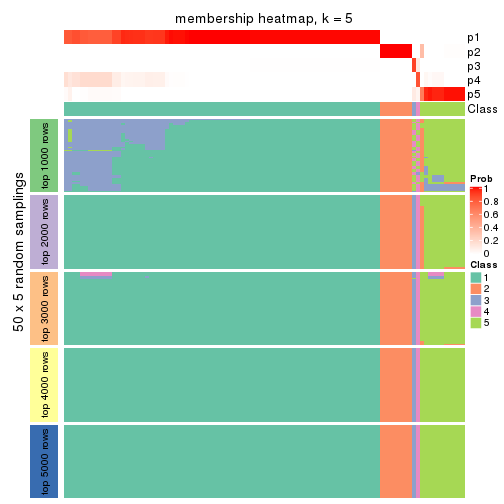 membership heatmap, k = 5
p1
p2
p3
p4
p5
Class
50 x 5 random samplings
top 1000 rows
top 2000 rows
top 3000 rows
top 4000 rows
top 5000 rows
Prob
1
0.8
0.6
0.4
0.2
0
Class
1
2
3
4
5